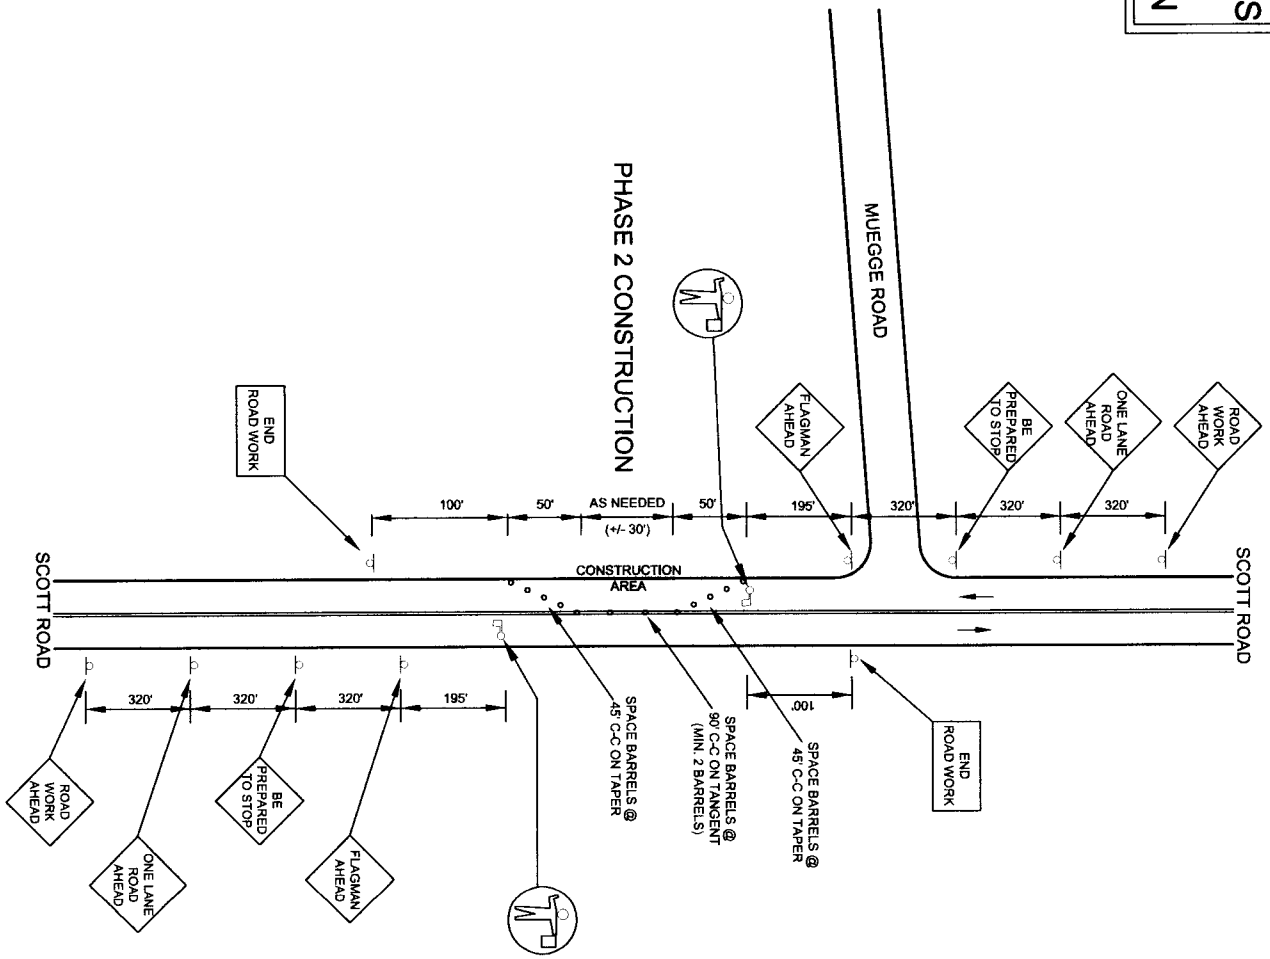 S
N
MUEGGE ROAD
PHASE 2 CONSTRUCTION
ROAD
WORK
AHEAD
ONE LANE
ROAD
AHEAD
BE
PREPARED
TO STOP
FLAGMAN
AHEAD
END
ROAD WORK
100'
50'
AS NEEDED
(+/- 30')
50'
195'
320'
320'
320'
SCOTT ROAD
CONSTRUCTION
AREA
SCOTT ROAD
320'
320'
320'
195'
100'
SPACE BARRELS @
45' C-C ON TAPER
SPACE BARRELS @
90' C-C ON TANGENT
(MIN. 2 BARRELS)
SPACE BARRELS @
45' C-C ON TAPER
END
ROAD WORK
ROAD
WORK
AHEAD
ONE LANE
ROAD
AHEAD
BE
PREPARED
TO STOP
FLAGMAN
AHEAD